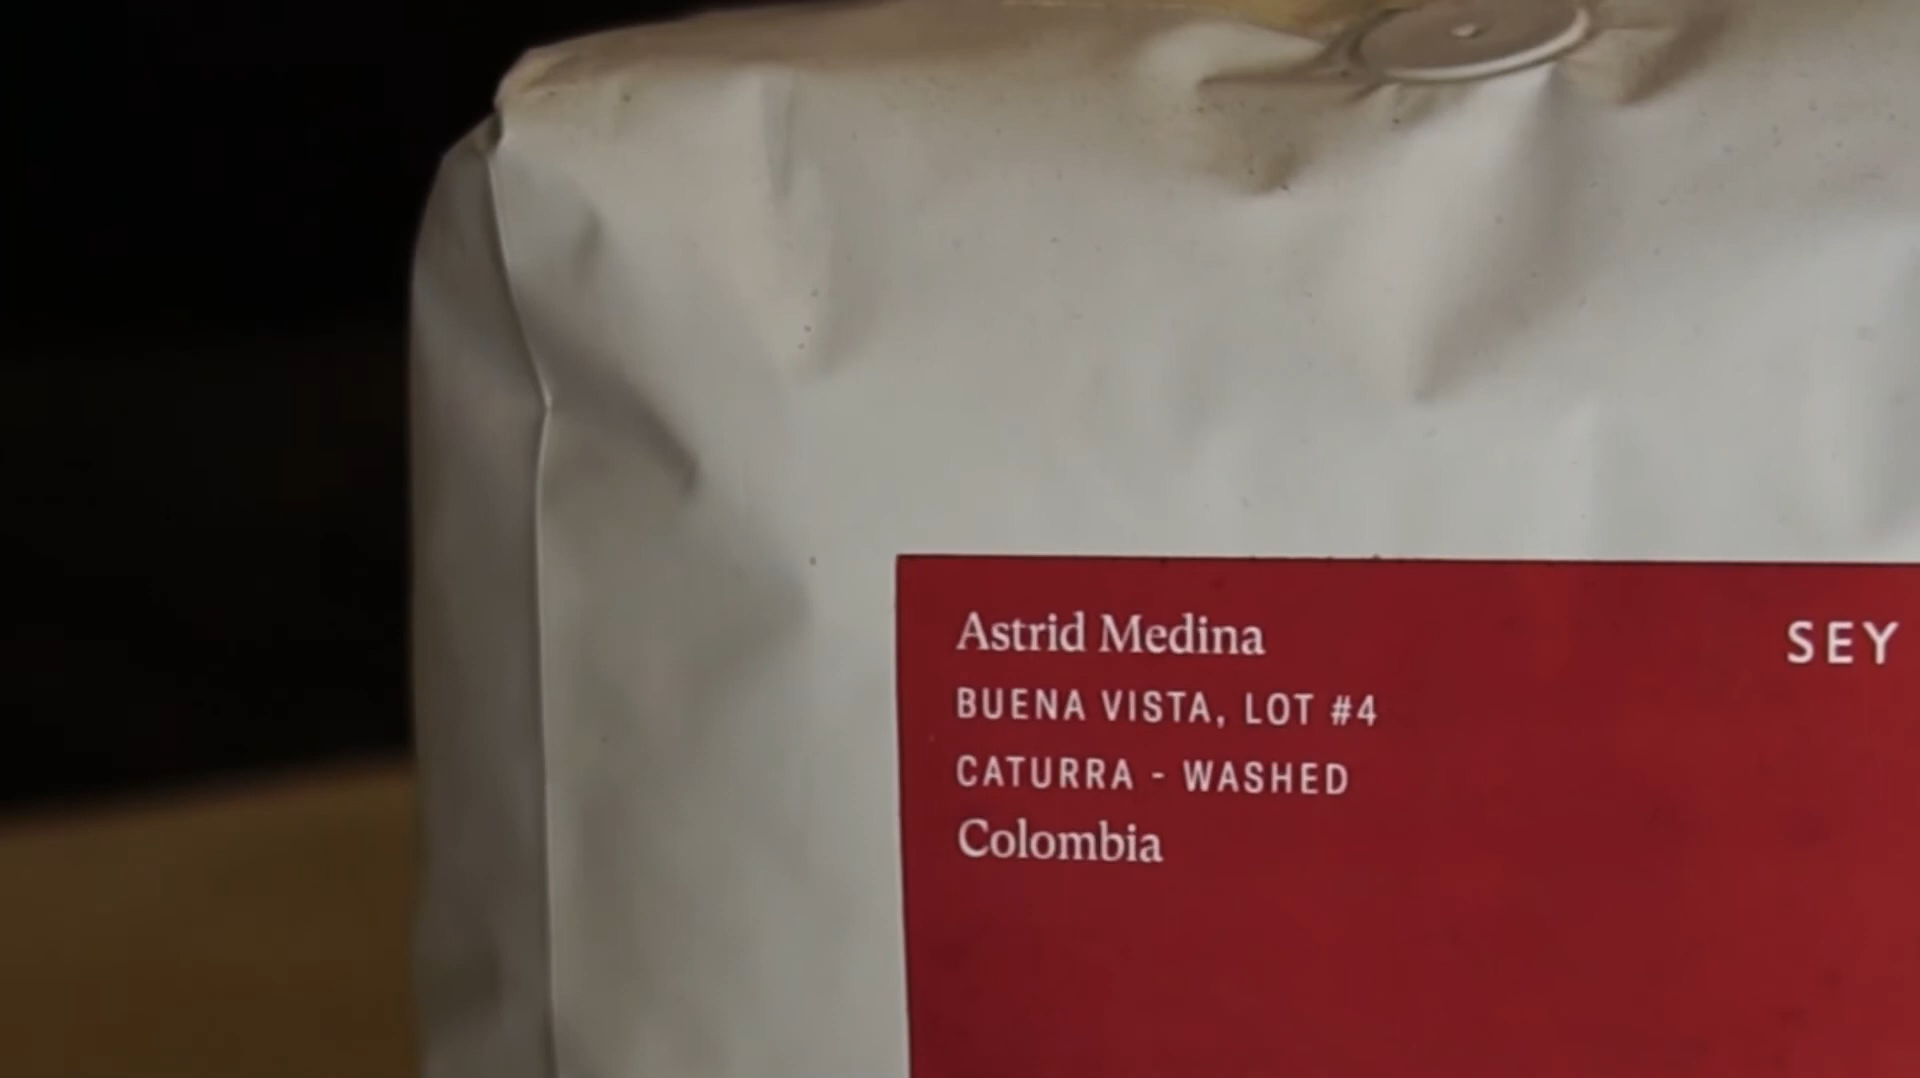 Astrid Medina
SEY
BUENA VISTA, LOT #4
CATURRA - WASHED
Colombia